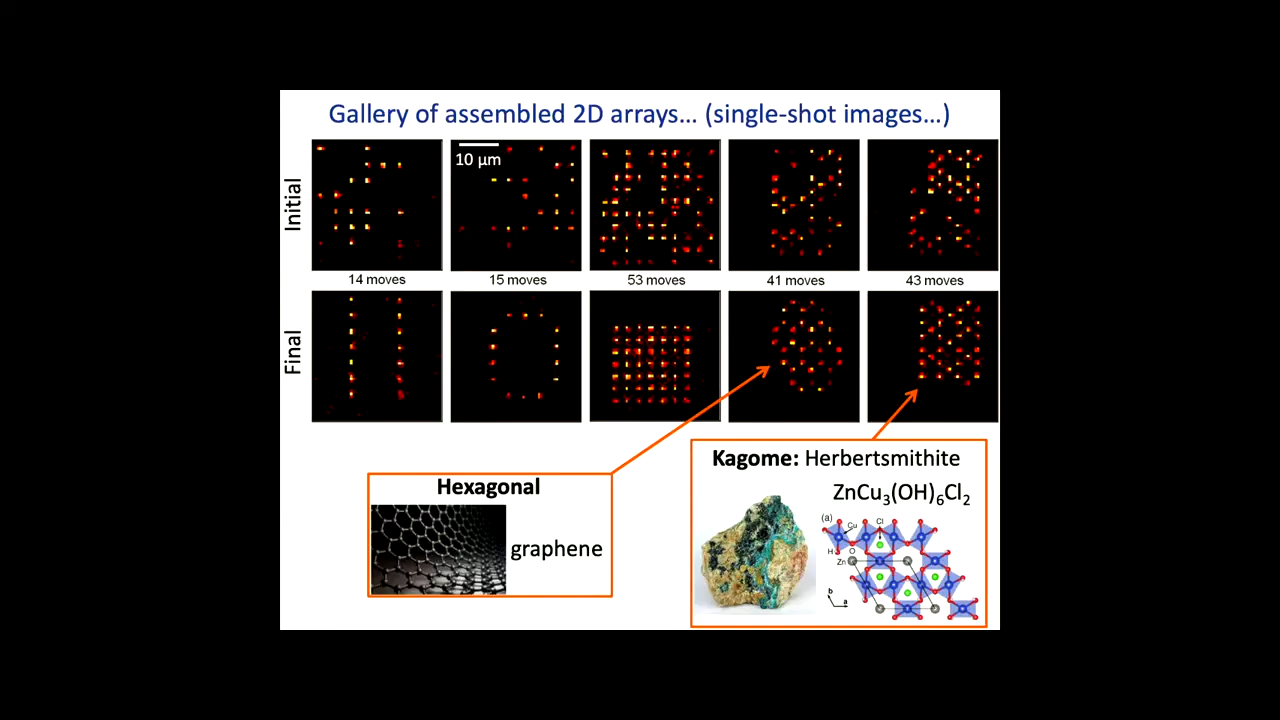 Gallery of assembled 2D arrays... (single-shot images...)
Initial
10 µm
14 moves
15 moves
53 moves
41 moves
43 moves
Final
Hexagonal
graphene
Kagome: Herbertsmithite
ZnCu₃(OH)₆Cl₂
(a)
Cu
Cl
H
O
Zn
b
a